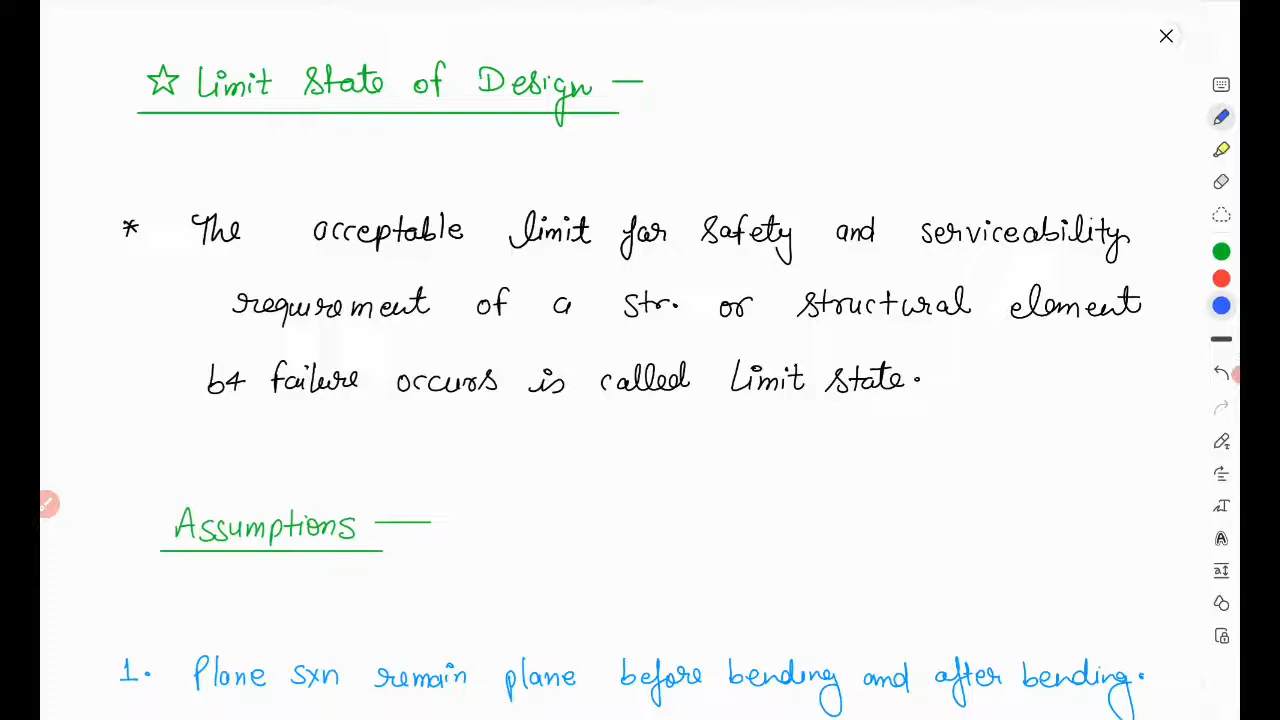 ☆ Limit State of Design —
* The acceptable limit for safety and serviceability
requirement of a str. or structural element
b4 failure occurs is called Limit state.
Assumptions —
1. Plane sxn remain plane before bending and after bending.